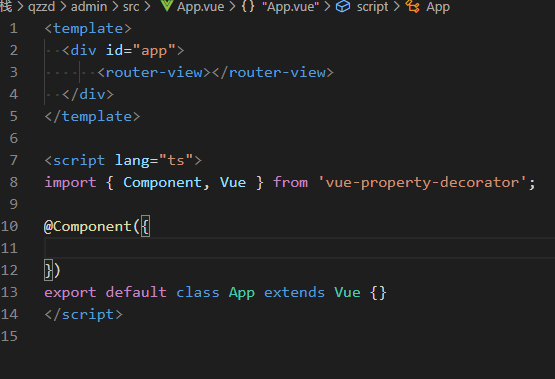 栈 > qzzd > admin > src > App.vue > {} "App.vue" > script > App
1 <template>
2 <div id="app">
3 <router-view></router-view>
4 </div>
5 </template>
6
7 <script lang="ts">
8 import { Component, Vue } from 'vue-property-decorator';
9
10 @Component({
11
12 })
13 export default class App extends Vue {}
14 </script>
15